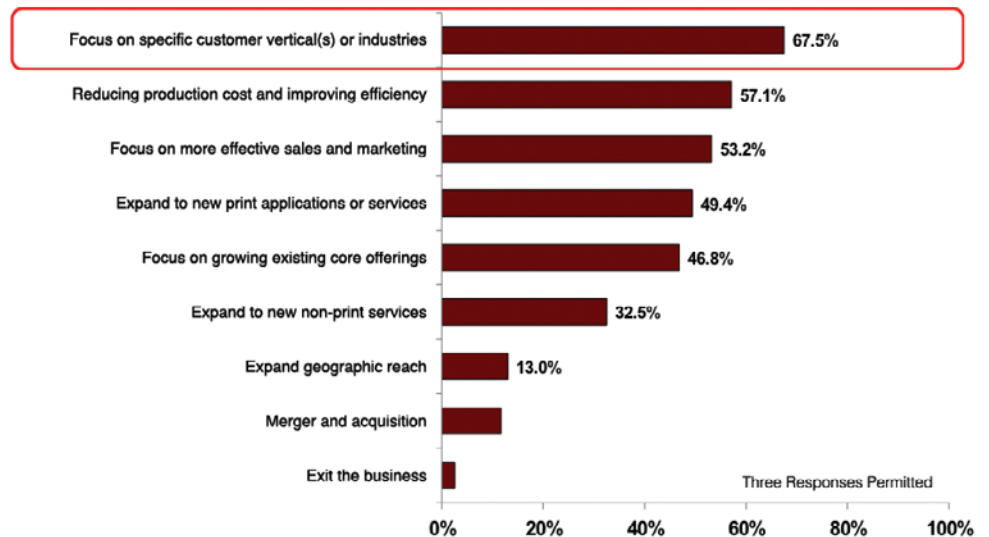 Focus on specific customer vertical(s) or industries 67.5%
Reducing production cost and improving efficiency 57.1%
Focus on more effective sales and marketing 53.2%
Expand to new print applications or services 49.4%
Focus on growing existing core offerings 46.8%
Expand to new non-print services 32.5%
Expand geographic reach 13.0%
Merger and acquisition
Exit the business
Three Responses Permitted
0% 20% 40% 60% 80% 100%